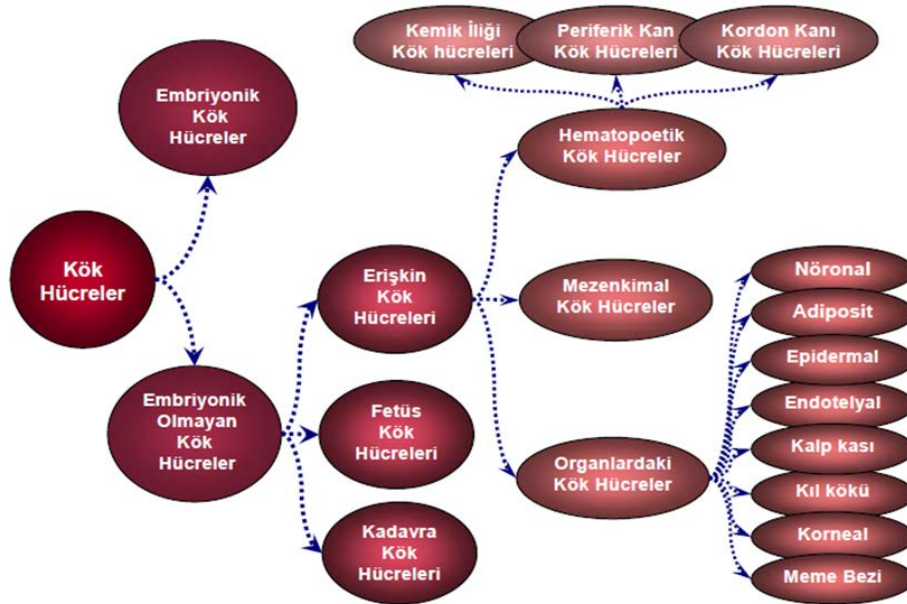 Kemik İliği
Kök hücreleri
Periferik Kan
Kök Hücreleri
Kordon Kanı
Kök Hücreleri
Embriyonik
Kök
Hücreler
Hematopoetik
Kök Hücreler
Kök
Hücreler
Erişkin
Kök
Hücreleri
Mezenkimal
Kök Hücreler
Nöronal
Adiposit
Epidermal
Endotelyal
Kalp kası
Kıl kökü
Korneal
Meme Bezi
Embriyonik
Olmayan
Kök
Hücreler
Fetüs
Kök
Hücreleri
Organlardaki
Kök Hücreler
Kadavra
Kök
Hücreleri